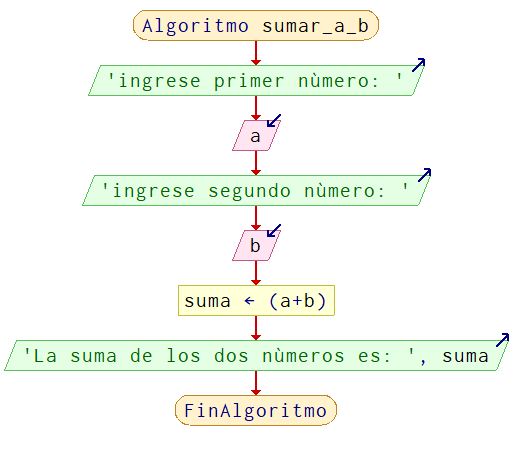 Algoritmo sumar_a_b
'ingrese primer nùmero: '
a
'ingrese segundo nùmero: '
b
suma ← (a+b)
'La suma de los dos nùmeros es: ', suma
FinAlgoritmo